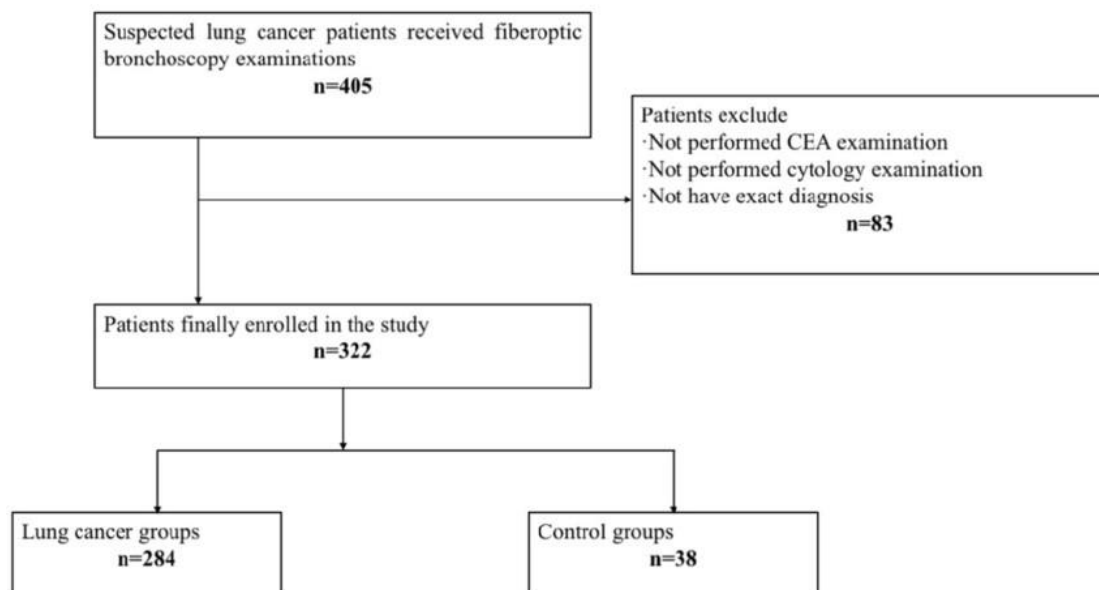 Suspected lung cancer patients received fiberoptic
bronchoscopy examinations
n=405
Patients exclude
·Not performed CEA examination
·Not performed cytology examination
·Not have exact diagnosis
n=83
Patients finally enrolled in the study
n=322
Lung cancer groups
n=284
Control groups
n=38